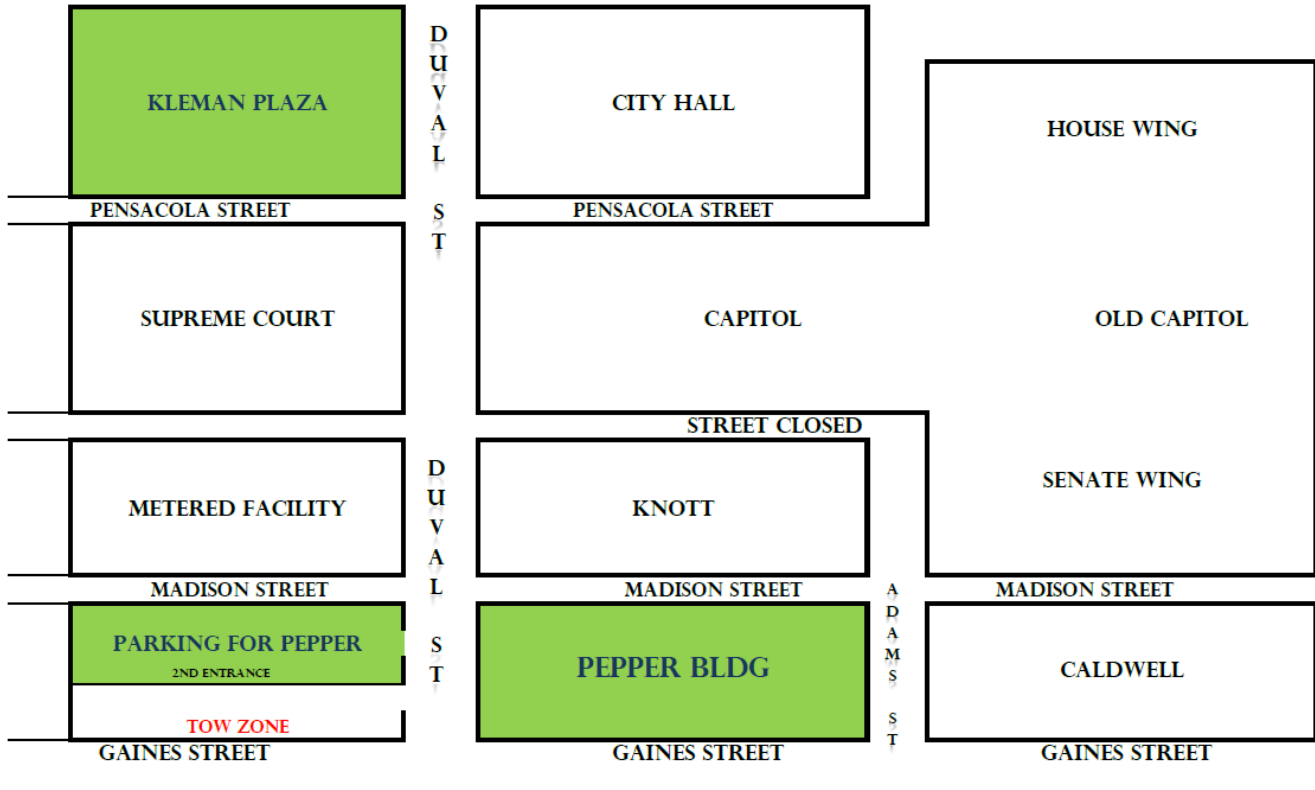 KLEMAN PLAZA
DUVAL ST
CITY HALL
HOUSE WING
PENSACOLA STREET
PENSACOLA STREET
SUPREME COURT
CAPITOL
OLD CAPITOL
STREET CLOSED
METERED FACILITY
DUVAL ST
KNOTT
SENATE WING
MADISON STREET
MADISON STREET
ADAMS ST
MADISON STREET
PARKING FOR PEPPER
2ND ENTRANCE
PEPPER BLDG
CALDWELL
TOW ZONE
GAINES STREET
GAINES STREET
GAINES STREET